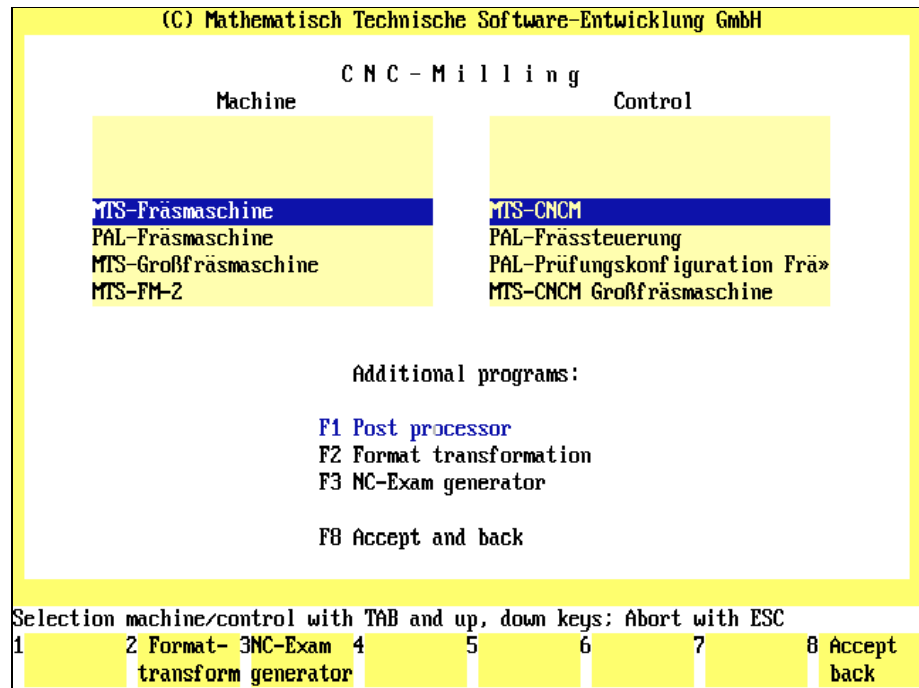 (C) Mathematisch Technische Software-Entwicklung GmbH
C N C - M i l l i n g
Machine Control
MTS-Fräsmaschine MTS-CNCM
PAL-Fräsmaschine PAL-Frässteuerung
MTS-Großfräsmaschine PAL-Prüfungskonfiguration Frä»
MTS-FM-2 MTS-CNCM Großfräsmaschine
Additional programs:
F1 Post processor
F2 Format transformation
F3 NC-Exam generator
F8 Accept and back
Selection machine/control with TAB and up, down keys; Abort with ESC
1 2 Format- 3NC-Exam 4 5 6 7 8 Accept
transform generator back